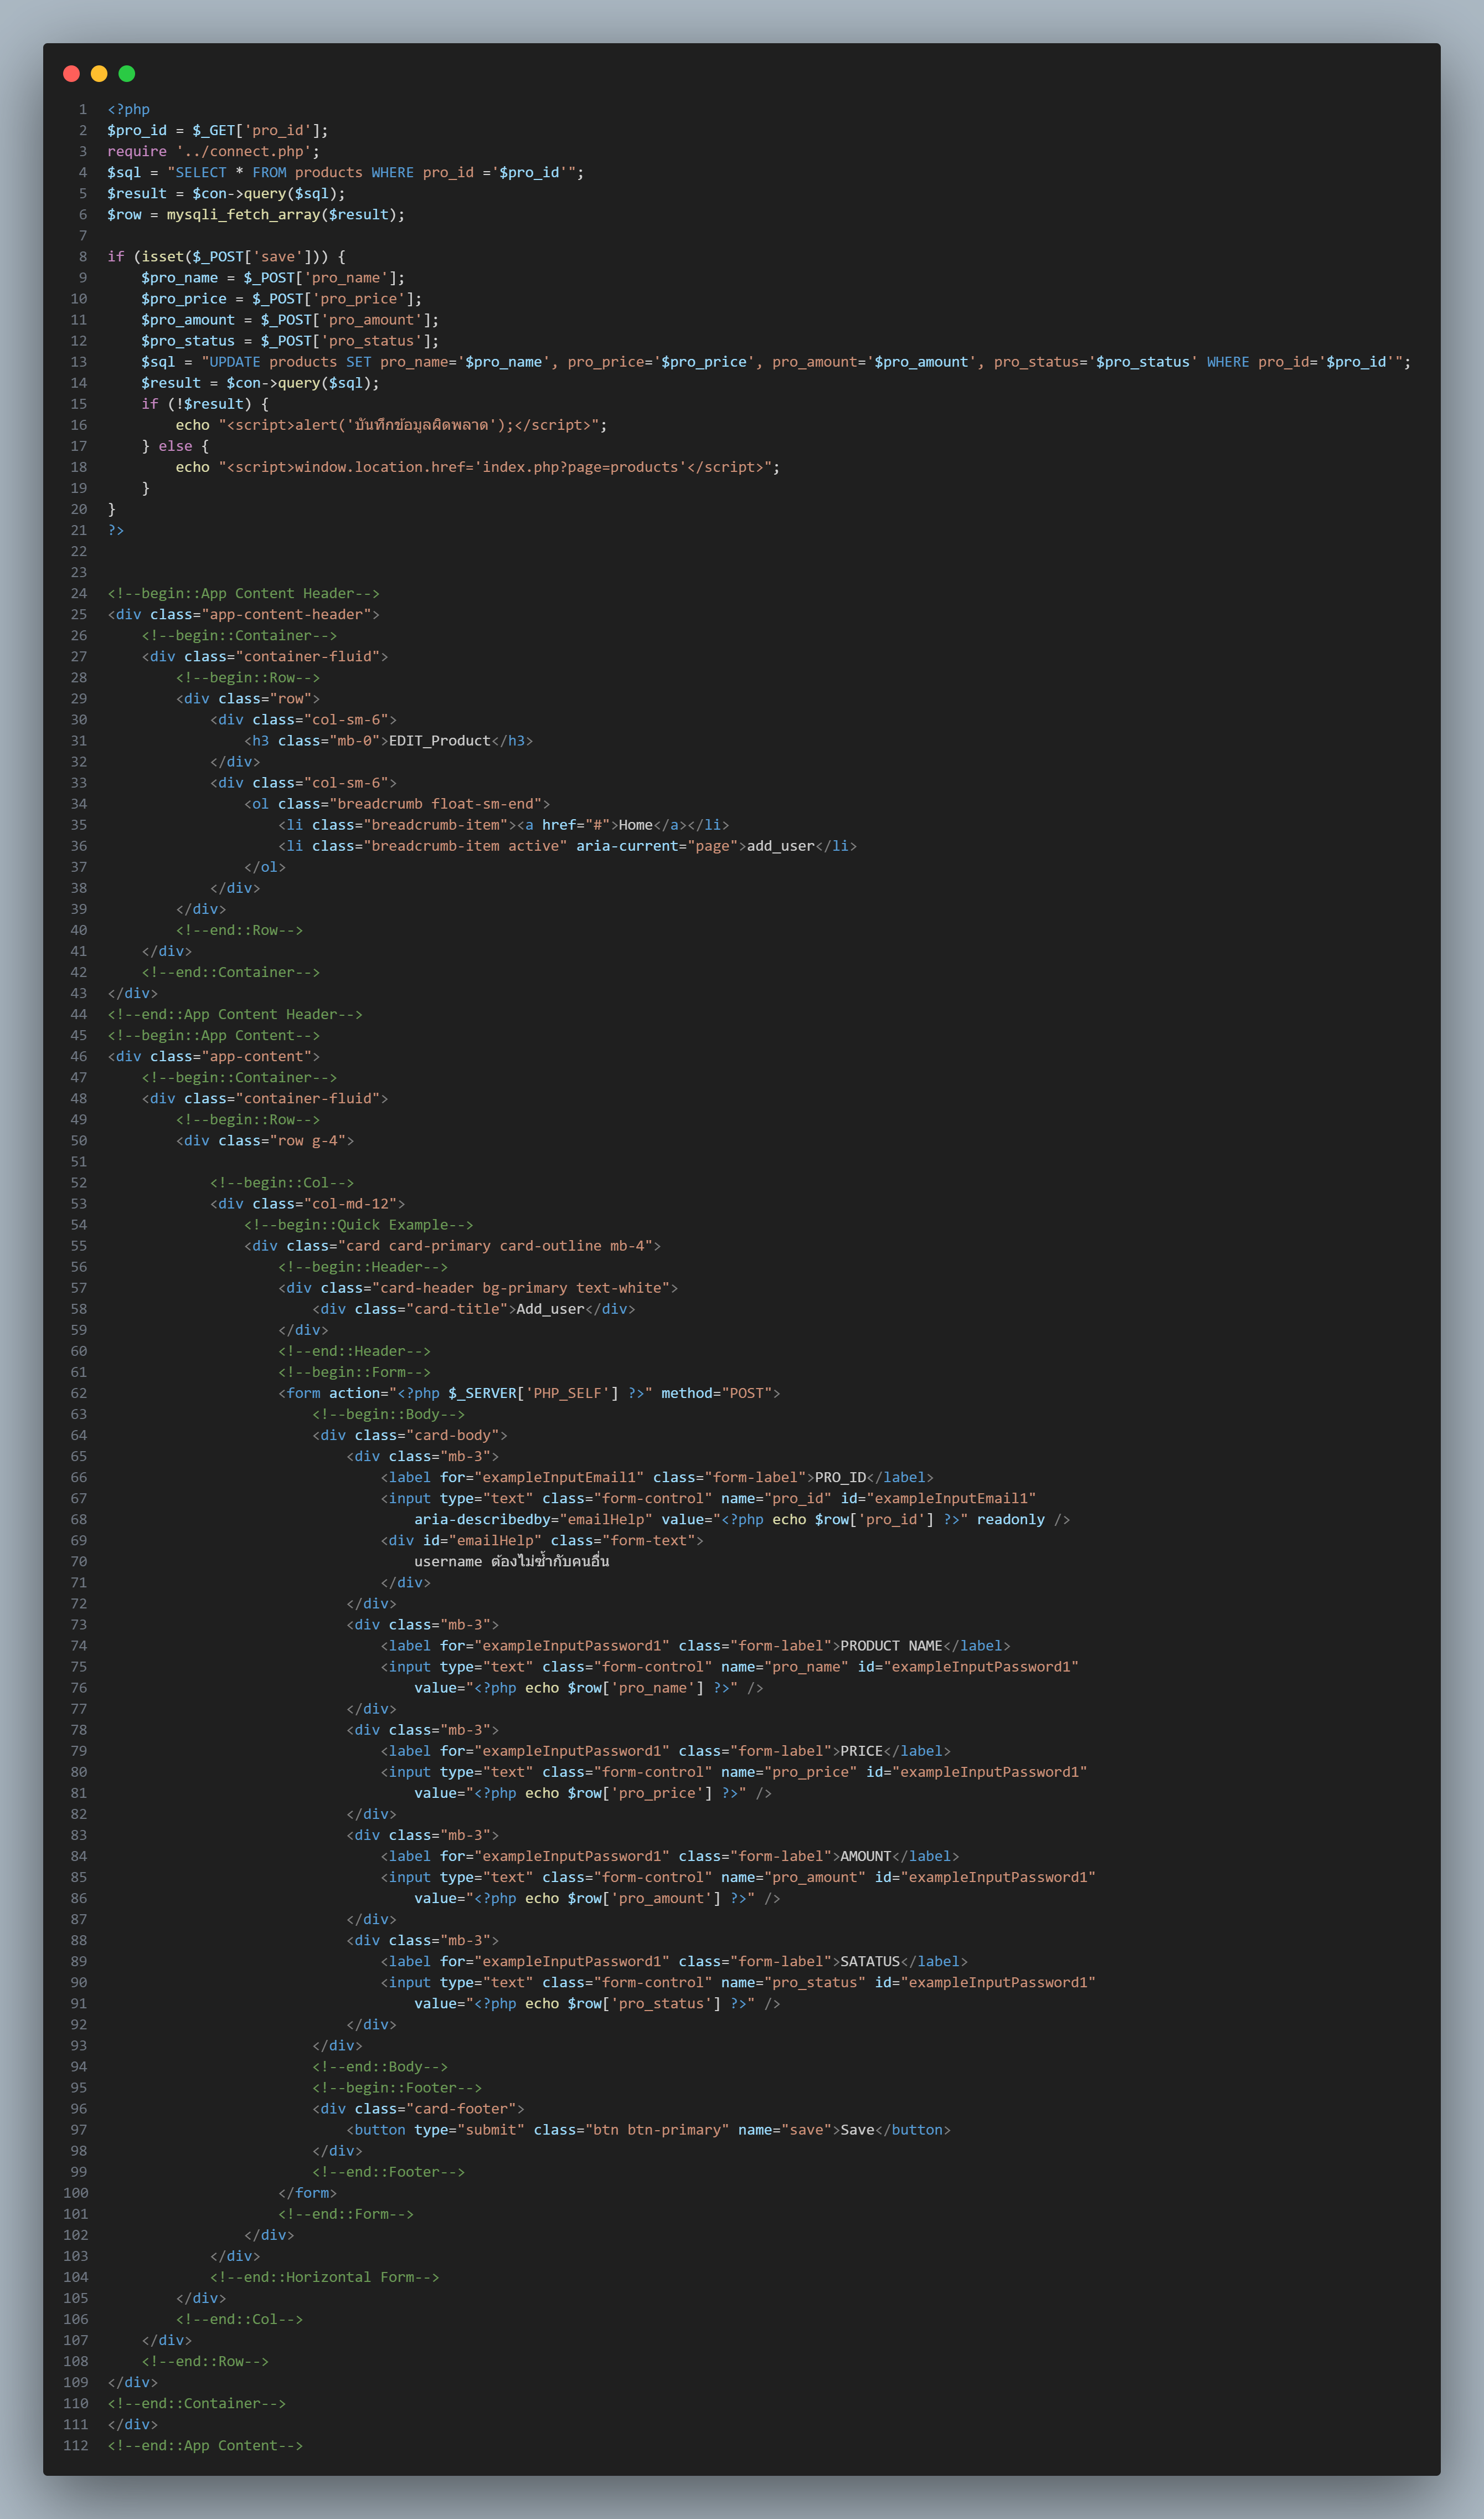 1 <?php
2 $pro_id = $_GET['pro_id'];
3 require '../connect.php';
4 $sql = "SELECT * FROM products WHERE pro_id ='$pro_id'";
5 $result = $con->query($sql);
6 $row = mysqli_fetch_array($result);
7
8 if (isset($_POST['save'])) {
9     $pro_name = $_POST['pro_name'];
10     $pro_price = $_POST['pro_price'];
11     $pro_amount = $_POST['pro_amount'];
12     $pro_status = $_POST['pro_status'];
13     $sql = "UPDATE products SET pro_name='$pro_name', pro_price='$pro_price', pro_amount='$pro_amount', pro_status='$pro_status' WHERE pro_id='$pro_id'";
14     $result = $con->query($sql);
15     if (!$result) {
16         echo "<script>alert('บันทึกข้อมูลผิดพลาด');</script>";
17     } else {
18         echo "<script>window.location.href='index.php?page=products'</script>";
19     }
20 }
21 ?>
22
23
24 <!--begin::App Content Header-->
25 <div class="app-content-header">
26     <!--begin::Container-->
27     <div class="container-fluid">
28         <!--begin::Row-->
29         <div class="row">
30             <div class="col-sm-6">
31                 <h3 class="mb-0">EDIT_Product</h3>
32             </div>
33             <div class="col-sm-6">
34                 <ol class="breadcrumb float-sm-end">
35                     <li class="breadcrumb-item"><a href="#">Home</a></li>
36                     <li class="breadcrumb-item active" aria-current="page">add_user</li>
37                 </ol>
38             </div>
39         </div>
40         <!--end::Row-->
41     </div>
42     <!--end::Container-->
43 </div>
44 <!--end::App Content Header-->
45 <!--begin::App Content-->
46 <div class="app-content">
47     <!--begin::Container-->
48     <div class="container-fluid">
49         <!--begin::Row-->
50         <div class="row g-4">
51
52             <!--begin::Col-->
53             <div class="col-md-12">
54                 <!--begin::Quick Example-->
55                 <div class="card card-primary card-outline mb-4">
56                     <!--begin::Header-->
57                     <div class="card-header bg-primary text-white">
58                         <div class="card-title">Add_user</div>
59                     </div>
60                     <!--end::Header-->
61                     <!--begin::Form-->
62                     <form action="<?php $_SERVER['PHP_SELF'] ?>" method="POST">
63                         <!--begin::Body-->
64                         <div class="card-body">
65                             <div class="mb-3">
66                                 <label for="exampleInputEmail1" class="form-label">PRO_ID</label>
67                                 <input type="text" class="form-control" name="pro_id" id="exampleInputEmail1"
68                                     aria-describedby="emailHelp" value="<?php echo $row['pro_id'] ?>" readonly />
69                                 <div id="emailHelp" class="form-text">
70                                     username ต้องไม่ซ้ำกับคนอื่น
71                                 </div>
72                             </div>
73                             <div class="mb-3">
74                                 <label for="exampleInputPassword1" class="form-label">PRODUCT NAME</label>
75                                 <input type="text" class="form-control" name="pro_name" id="exampleInputPassword1"
76                                     value="<?php echo $row['pro_name'] ?>" />
77                             </div>
78                             <div class="mb-3">
79                                 <label for="exampleInputPassword1" class="form-label">PRICE</label>
80                                 <input type="text" class="form-control" name="pro_price" id="exampleInputPassword1"
81                                     value="<?php echo $row['pro_price'] ?>" />
82                             </div>
83                             <div class="mb-3">
84                                 <label for="exampleInputPassword1" class="form-label">AMOUNT</label>
85                                 <input type="text" class="form-control" name="pro_amount" id="exampleInputPassword1"
86                                     value="<?php echo $row['pro_amount'] ?>" />
87                             </div>
88                             <div class="mb-3">
89                                 <label for="exampleInputPassword1" class="form-label">SATATUS</label>
90                                 <input type="text" class="form-control" name="pro_status" id="exampleInputPassword1"
91                                     value="<?php echo $row['pro_status'] ?>" />
92                             </div>
93                         </div>
94                         <!--end::Body-->
95                         <!--begin::Footer-->
96                         <div class="card-footer">
97                             <button type="submit" class="btn btn-primary" name="save">Save</button>
98                         </div>
99                         <!--end::Footer-->
100                     </form>
101                     <!--end::Form-->
102                 </div>
103             </div>
104             <!--end::Horizontal Form-->
105         </div>
106         <!--end::Col-->
107     </div>
108     <!--end::Row-->
109 </div>
110 <!--end::Container-->
111 </div>
112 <!--end::App Content-->